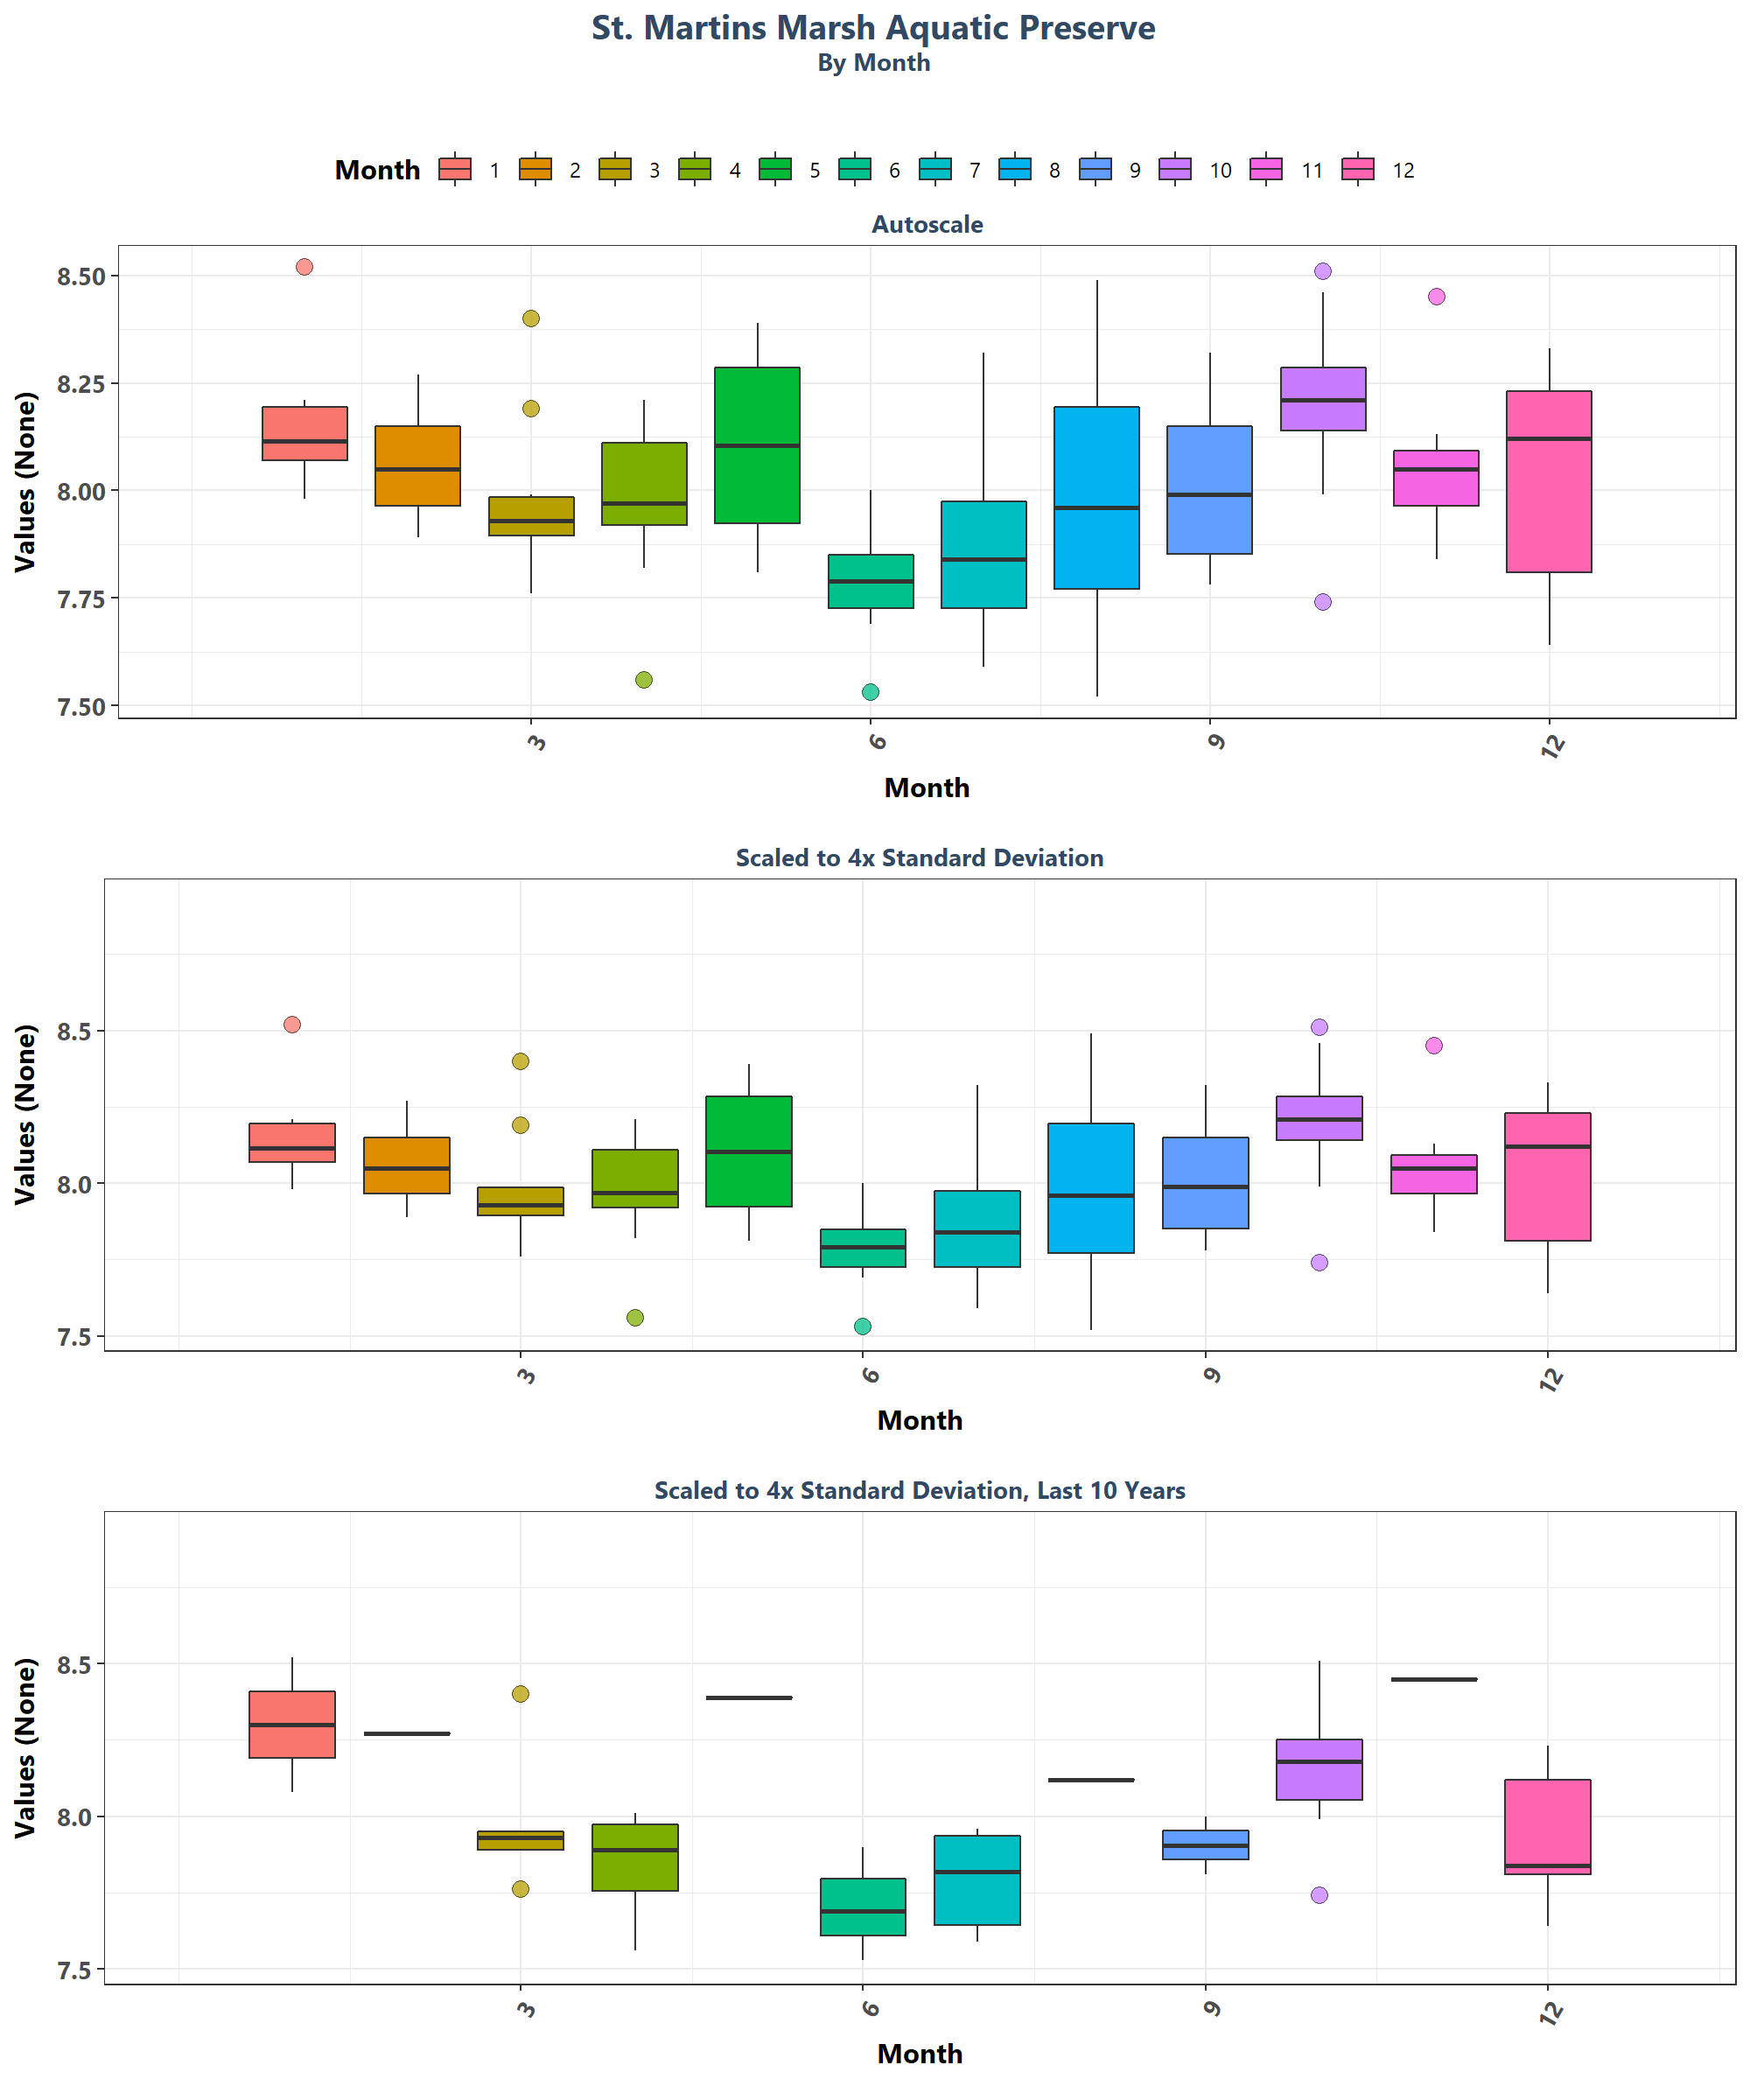 St. Martins Marsh Aquatic Preserve
By Month
Month 1 2 3 4 5 6 7 8 9 10 11 12
Autoscale
Values (None)
8.50
8.25
8.00
7.75
7.50
3 6 9 12
Month
Scaled to 4x Standard Deviation
Values (None)
8.5
8.0
7.5
3 6 9 12
Month
Scaled to 4x Standard Deviation, Last 10 Years
Values (None)
8.5
8.0
7.5
3 6 9 12
Month